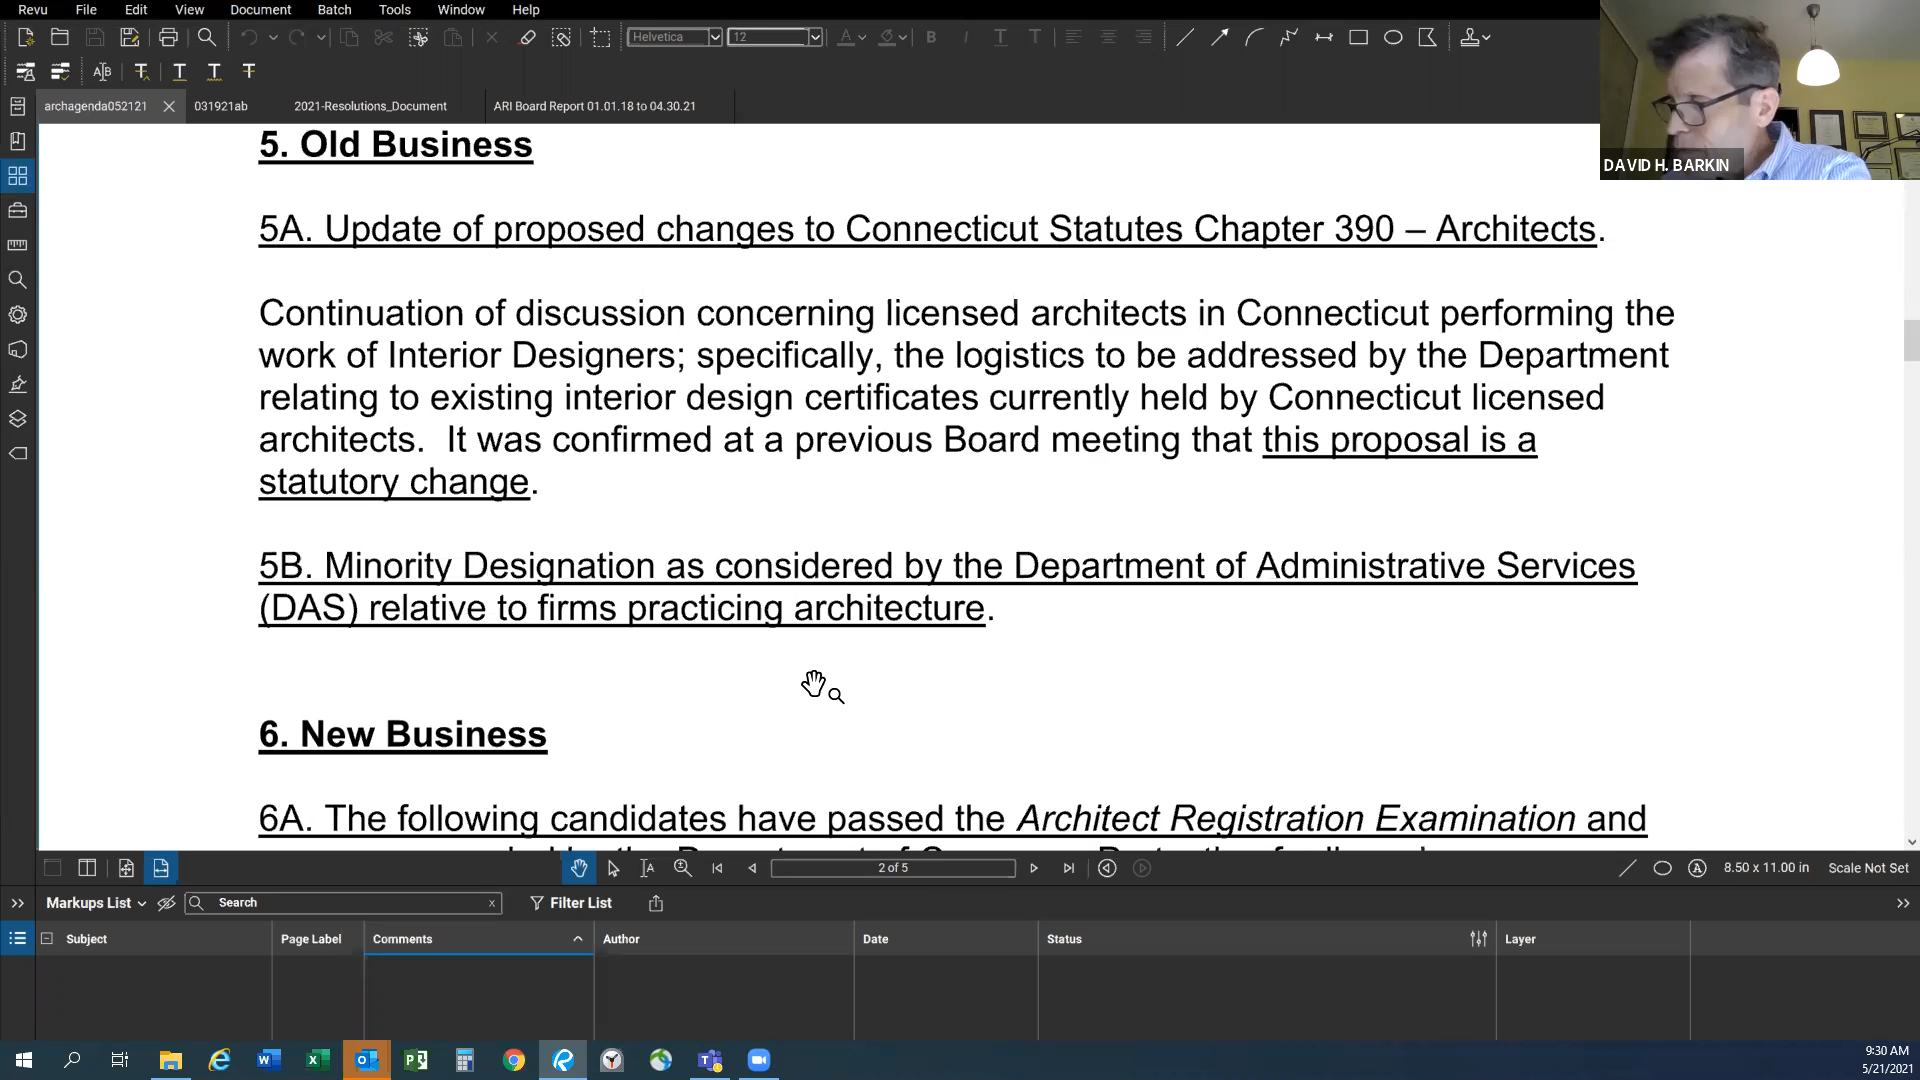 Revu File Edit View Document Batch Tools Window Help
Helvetica 12
archagenda052121 031921ab 2021-Resolutions_Document ARI Board Report 01.01.18 to 04.30.21
DAVID H. BARKIN
5. Old Business
5A. Update of proposed changes to Connecticut Statutes Chapter 390 – Architects.
Continuation of discussion concerning licensed architects in Connecticut performing the
work of Interior Designers; specifically, the logistics to be addressed by the Department
relating to existing interior design certificates currently held by Connecticut licensed
architects. It was confirmed at a previous Board meeting that this proposal is a
statutory change.
5B. Minority Designation as considered by the Department of Administrative Services
(DAS) relative to firms practicing architecture.
6. New Business
6A. The following candidates have passed the Architect Registration Examination and
2 of 5 8.50 x 11.00 in Scale Not Set
Markups List Search Filter List
Subject Page Label Comments Author Date Status Layer
9:30 AM
5/21/2021